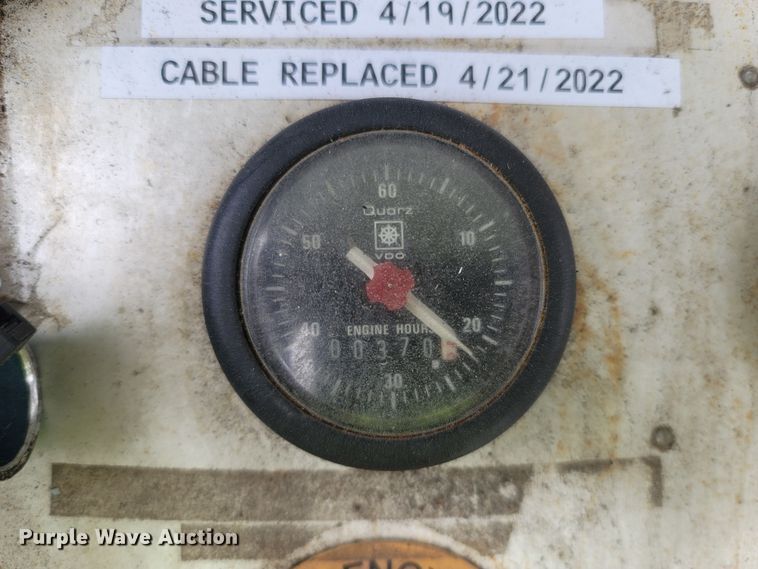 SERVICED 4/19/2022
CABLE REPLACED 4/21/2022
60
Quarz
50
10
VDO
40
ENGINE HOURS
20
00370
30
Purple Wave Auction®